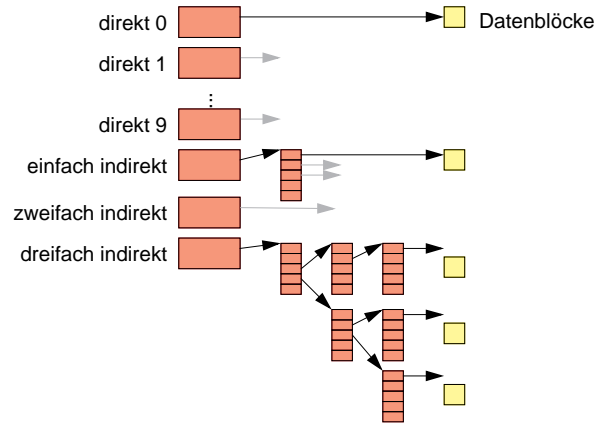 direkt 0
Datenblöcke
direkt 1
direkt 9
einfach indirekt
zweifach indirekt
dreifach indirekt